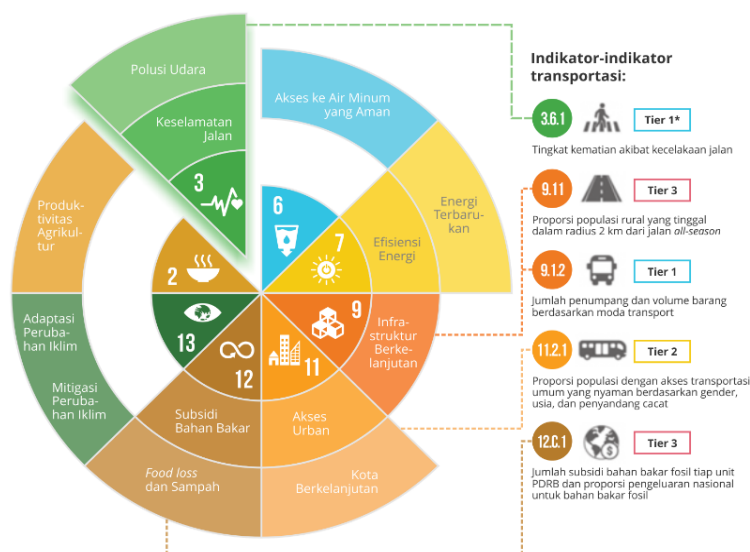 Polusi Udara
Keselamatan
Jalan
3
Akses ke Air Minum
yang Aman
6
Energi
Terbaru-
kan
Efisiensi
Energi
7
Infra-
struktur
Berke-
lanjutan
9
Akses
Urban
Kota
Berkelanjutan
11
Subsidi
Bahan Bakar
Food loss
dan Sampah
12
Adaptasi
Peruba-
han Iklim
Mitigasi
Peruba-
han Iklim
13
Produk-
tivitas
Agrikul-
tur
2
Indikator-indikator
transportasi:
3.6.1
Tier 1*
Tingkat kematian akibat kecelakaan jalan
9.11
Tier 3
Proporsi populasi rural yang tinggal
dalam radius 2 km dari jalan all-season
9.1.2
Tier 1
Jumlah penumpang dan volume barang
berdasarkan moda transport
11.2.1
Tier 2
Proporsi populasi dengan akses transportasi
umum yang nyaman berdasarkan gender,
usia, dan penyandang cacat
12.C.1
Tier 3
Jumlah subsidi bahan bakar fosil tiap unit
PDRB dan proporsi pengeluaran nasional
untuk bahan bakar fosil